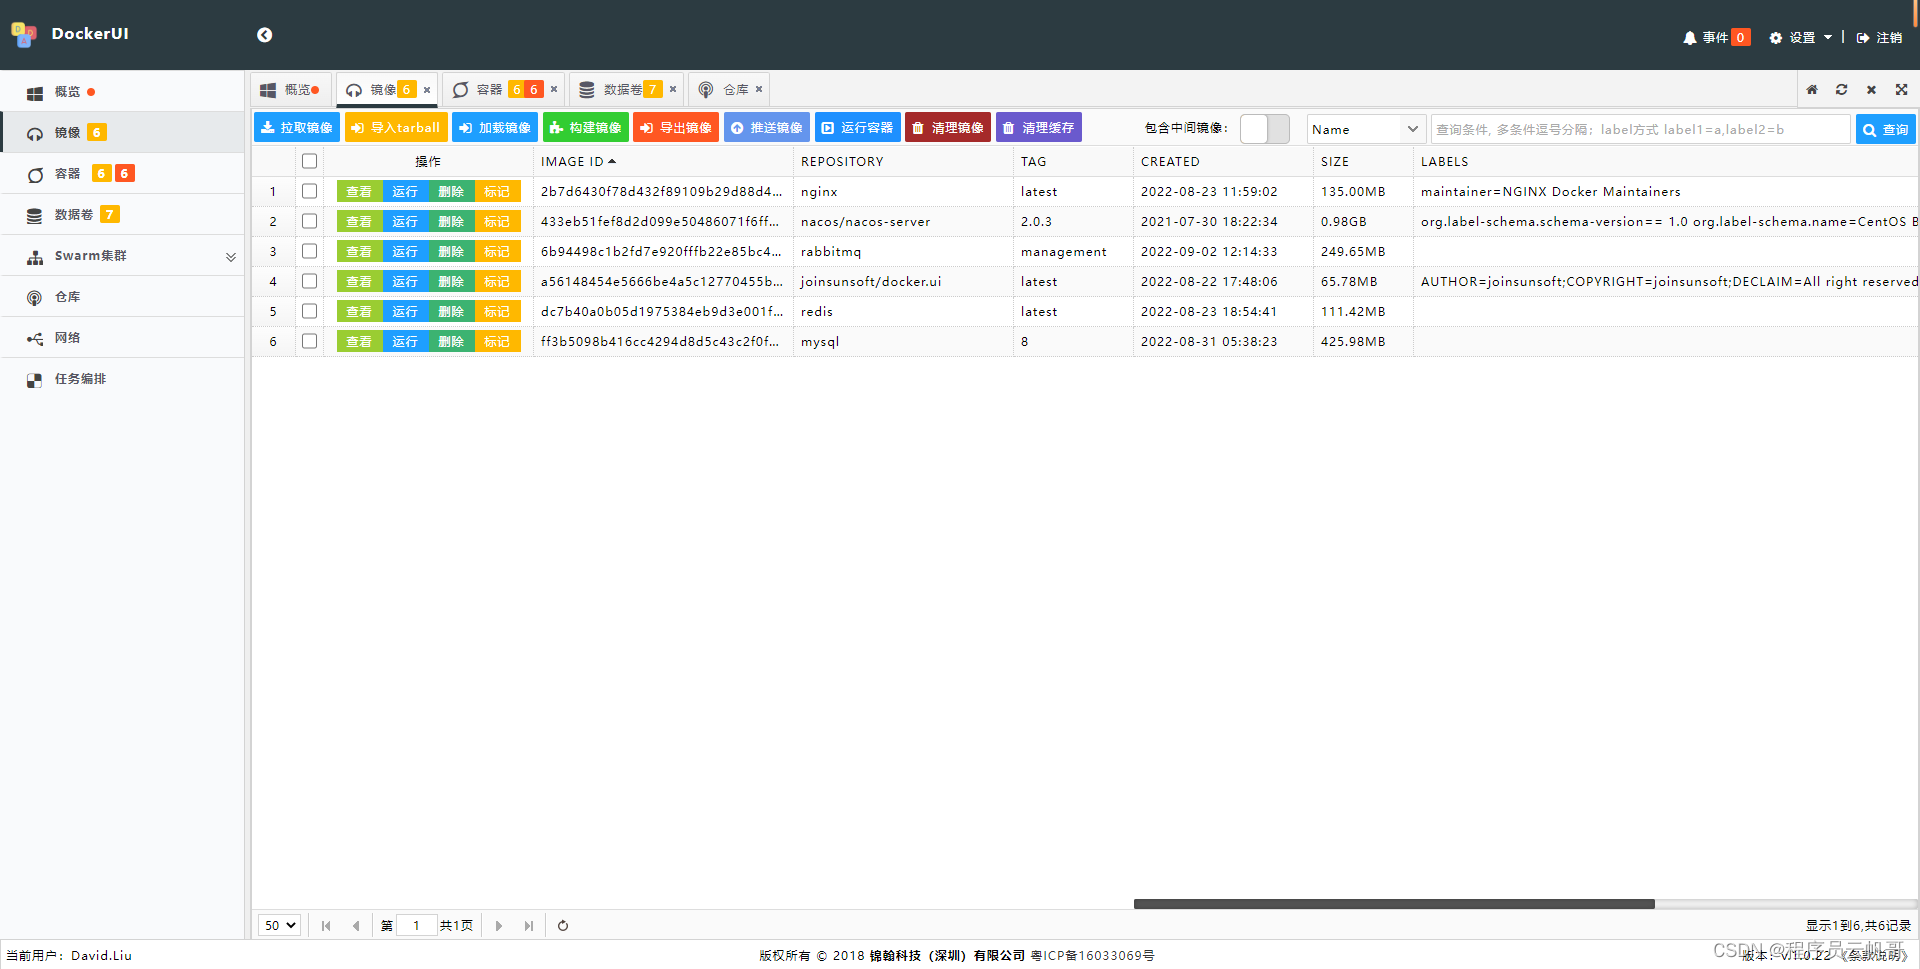 DockerUI
事件 0 设置 | 注销
概览
镜像 6
容器 6 6
数据卷 7
Swarm集群
仓库
网络
任务编排
概览 镜像 6 × 容器 6 6 × 数据卷 7 × 仓库 ×
拉取镜像 导入tarball 加载镜像 构建镜像 导出镜像 推送镜像 运行容器 清理镜像 清理缓存 包含中间镜像: Name 查询条件, 多条件逗号分隔; label方式 label1=a,label2=b 查询
操作 IMAGE ID REPOSITORY TAG CREATED SIZE LABELS
1 查看 运行 删除 标记 2b7d6430f78d432f89109b29d88d4... nginx latest 2022-08-23 11:59:02 135.00MB maintainer=NGINX Docker Maintainers
2 查看 运行 删除 标记 433eb51fef8d2d099e50486071f6ff... nacos/nacos-server 2.0.3 2021-07-30 18:22:34 0.98GB org.label-schema.schema-version== 1.0 org.label-schema.name=CentOS B
3 查看 运行 删除 标记 6b94498c1b2fd7e920fffb22e85bc4... rabbitmq management 2022-09-02 12:14:33 249.65MB
4 查看 运行 删除 标记 a56148454e5666be4a5c12770455b... joinsunsoft/docker.ui latest 2022-08-22 17:48:06 65.78MB AUTHOR=joinsunsoft;COPYRIGHT=joinsunsoft;DECLAIM=All right reserved
5 查看 运行 删除 标记 dc7b40a0b05d1975384eb9d3e001f... redis latest 2022-08-23 18:54:41 111.42MB
6 查看 运行 删除 标记 ff3b5098b416cc4294d8d5c43c2f0f... mysql 8 2022-08-31 05:38:23 425.98MB
50 第 1 共1页 显示1到6,共6记录
当前用户: David.Liu 版权所有 © 2018 锦翰科技 (深圳) 有限公司 粤ICP备16033069号 版本: v.1.0.22 《条款说明》
CSDN @程序员云帆哥